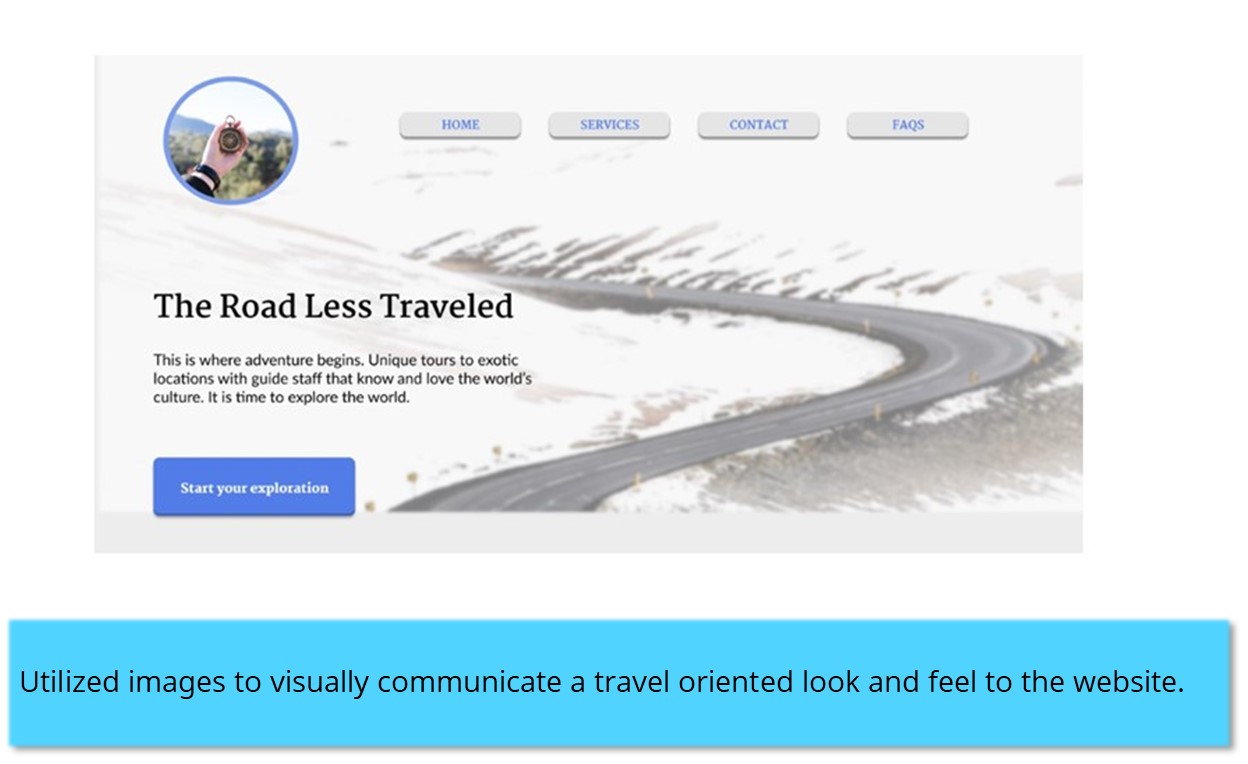 HOME SERVICES CONTACT FAQS
The Road Less Traveled
This is where adventure begins. Unique tours to exotic
locations with guide staff that know and love the world's
culture. It is time to explore the world.
Start your exploration
Utilized images to visually communicate a travel oriented look and feel to the website.